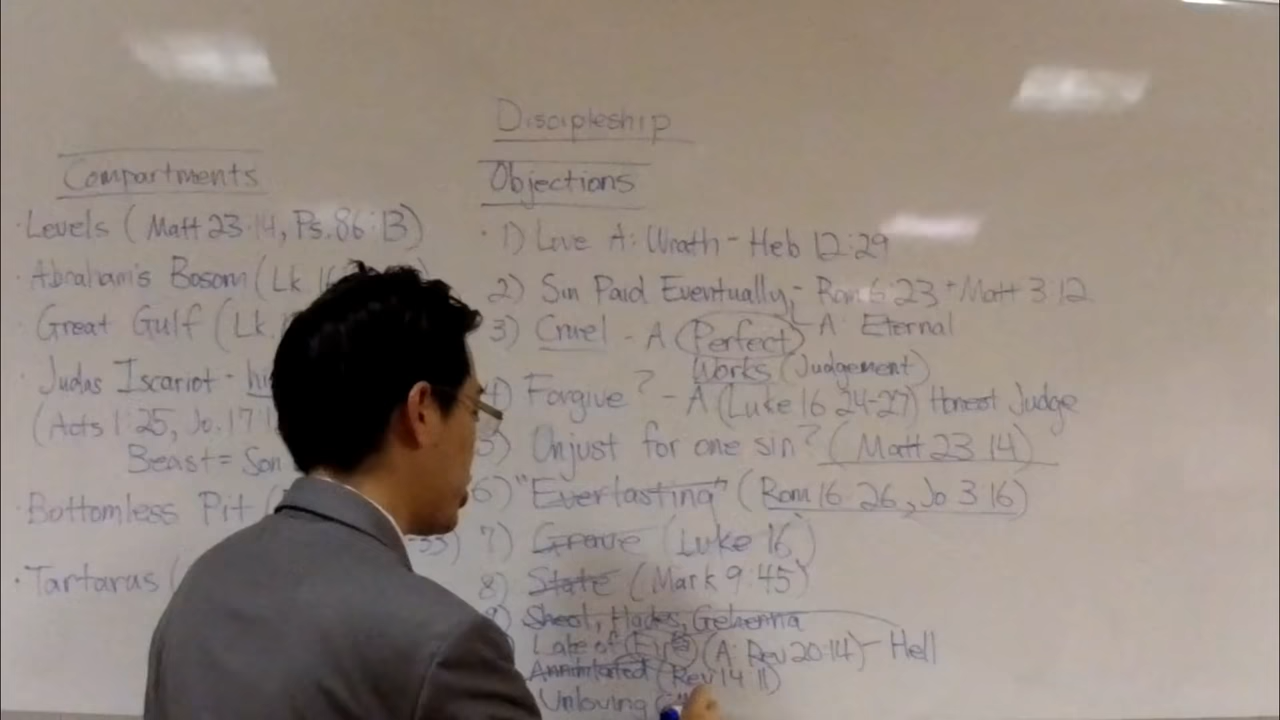 Discipleship
Compartments
· Levels (Matt 23:14, Ps. 86:13)
· Abraham's Bosom (Lk. 16
· Great Gulf (Lk.
· Judas Iscariot -
(Acts 1:25, Jo. 17:1
Beast = Son
· Bottomless Pit (
-33)
· Tartaras (
Objections
· 1) Love A: Wrath - Heb 12:29
2) Sin Paid Eventually, - Rom 6:23 + Matt 3:12
A: Eternal
3) Cruel - A (Perfect)
Works (Judgement)
4) Forgive? - A (Luke 16 24-27) Honest Judge
5) Unjust for one sin? (Matt 23 14)
6) "Everlasting" (Rom 16:26, Jo 3 16)
7) Grave (Luke 16)
8) State (Mark 9:45)
9) Sheol, Hades, Gehenna
Lake of (Fire) (A: Rev 20:14) - Hell
Annihilated (Rev 14 11)
Unloving (